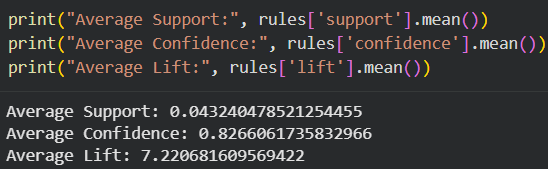 print("Average Support:", rules['support'].mean())
print("Average Confidence:", rules['confidence'].mean())
print("Average Lift:", rules['lift'].mean())
Average Support: 0.043240478521254455
Average Confidence: 0.8266061735832966
Average Lift: 7.220681609569422